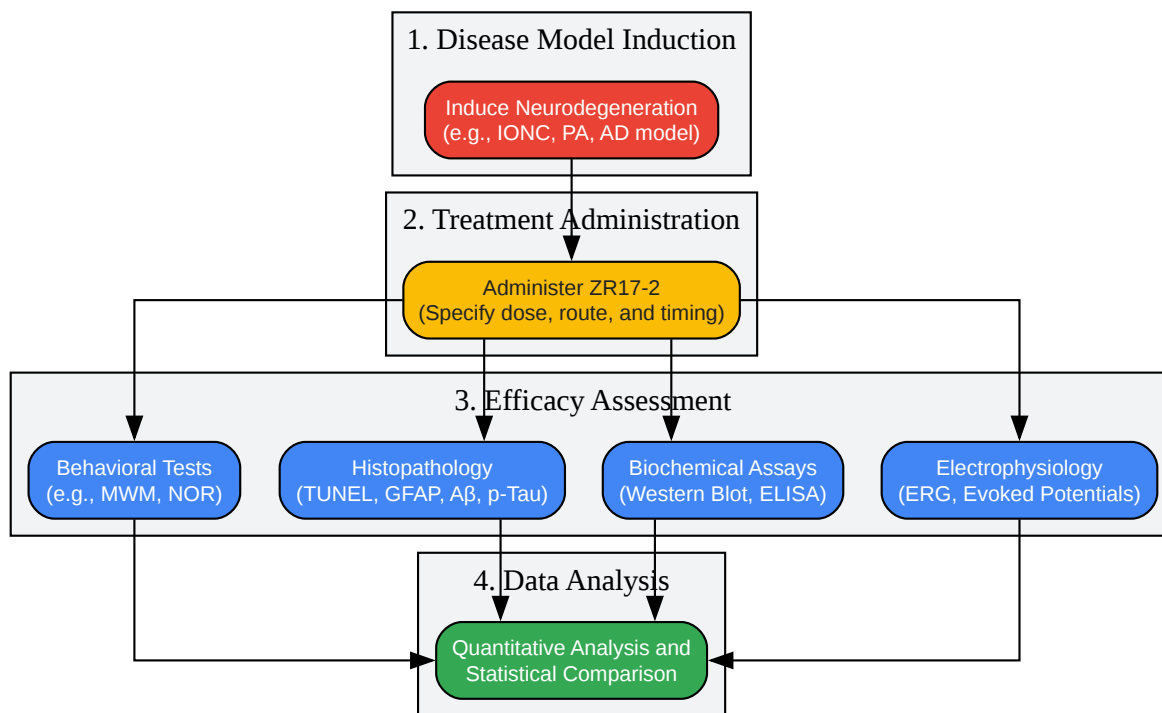 1. Disease Model Induction
Induce Neurodegeneration
(e.g., IONC, PA, AD model)
2. Treatment Administration
Administer ZR17-2
(Specify dose, route, and timing)
3. Efficacy Assessment
Behavioral Tests
(e.g., MWM, NOR)
Histopathology
(TUNEL, GFAP, Aβ, p-Tau)
Biochemical Assays
(Western Blot, ELISA)
Electrophysiology
(ERG, Evoked Potentials)
4. Data Analysis
Quantitative Analysis and
Statistical Comparison